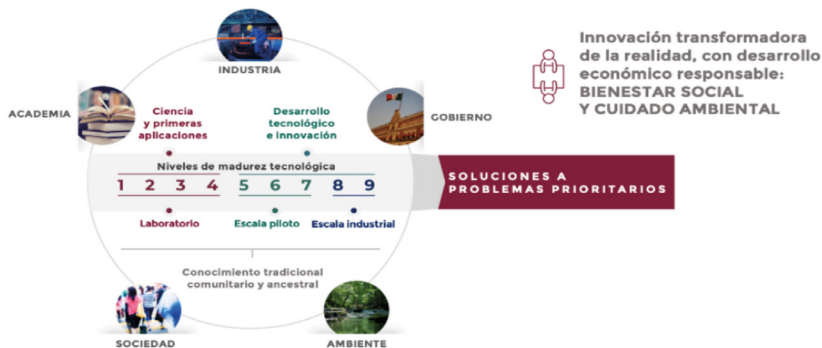 INDUSTRIA
ACADEMIA
GOBIERNO
Ciencia
y primeras
aplicaciones
Desarrollo
tecnológico
e innovación
Niveles de madurez tecnológica
1 2 3 4 5 6 7 8 9
Laboratorio
Escala piloto
Escala industrial
Conocimiento tradicional
comunitario y ancestral
SOCIEDAD
AMBIENTE
SOLUCIONES A
PROBLEMAS PRIORITARIOS
Innovación transformadora
de la realidad, con desarrollo
económico responsable:
BIENESTAR SOCIAL
Y CUIDADO AMBIENTAL